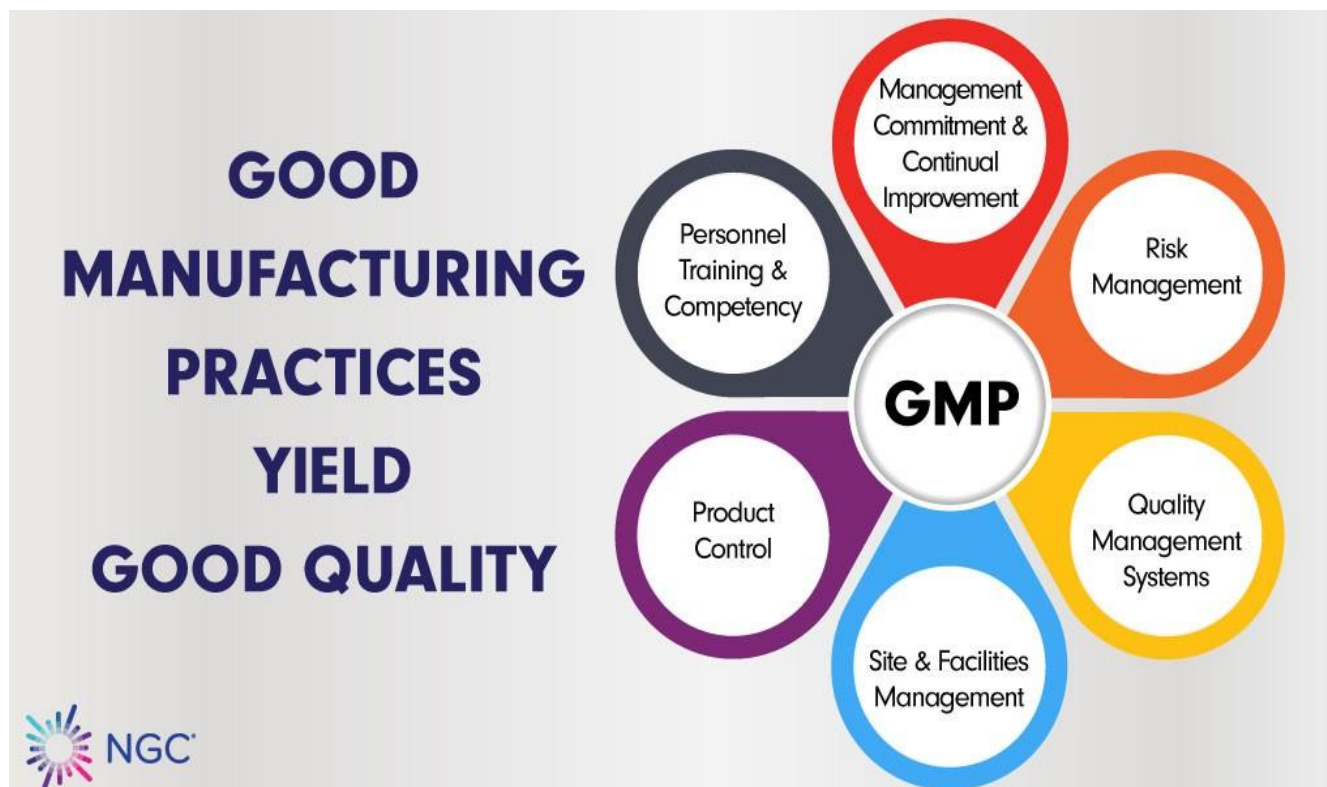 GOOD
MANUFACTURING
PRACTICES
YIELD
GOOD QUALITY
Management
Commitment &
Continual
Improvement
Risk
Management
Quality
Management
Systems
Site & Facilities
Management
Product
Control
Personnel
Training &
Competency
GMP
NGC